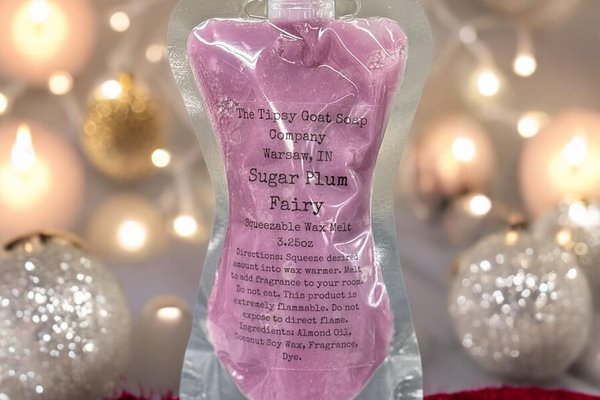 The Tipsy Goat Soap
Company
Warsaw, IN
Sugar Plum
Fairy
Squeezable Wax Melt
3.25oz
Directions: Squeeze desired
amount into wax warmer. Melt
to add fragrance to your room.
Do not eat. This product is
extremely flammable. Do not
expose to direct flame.
Ingredients: Almond Oil,
Coconut Soy Wax, Fragrance,
Dye.